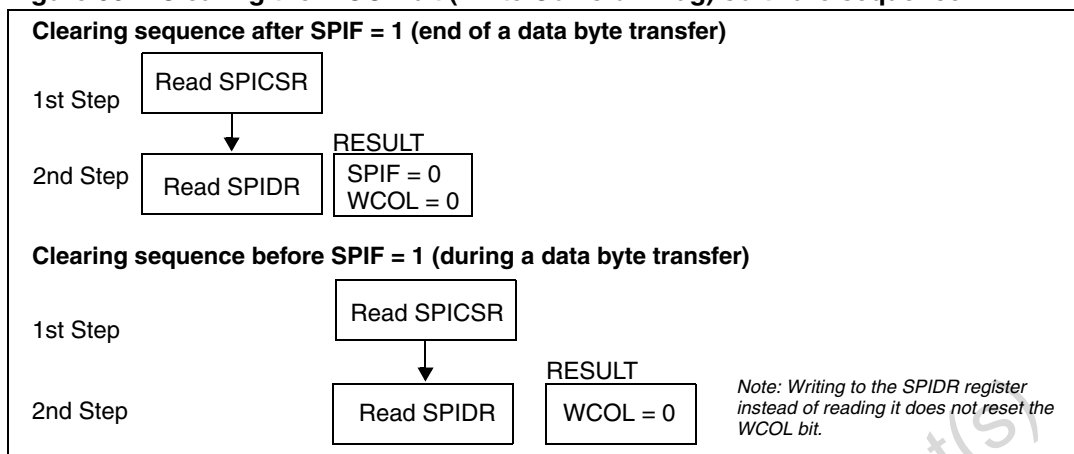 Clearing sequence after SPIF = 1 (end of a data byte transfer)
1st Step
Read SPICSR
2nd Step
Read SPIDR
RESULT
SPIF = 0
WCOL = 0
Clearing sequence before SPIF = 1 (during a data byte transfer)
1st Step
Read SPICSR
2nd Step
Read SPIDR
RESULT
WCOL = 0
Note: Writing to the SPIDR register
instead of reading it does not reset the
WCOL bit.